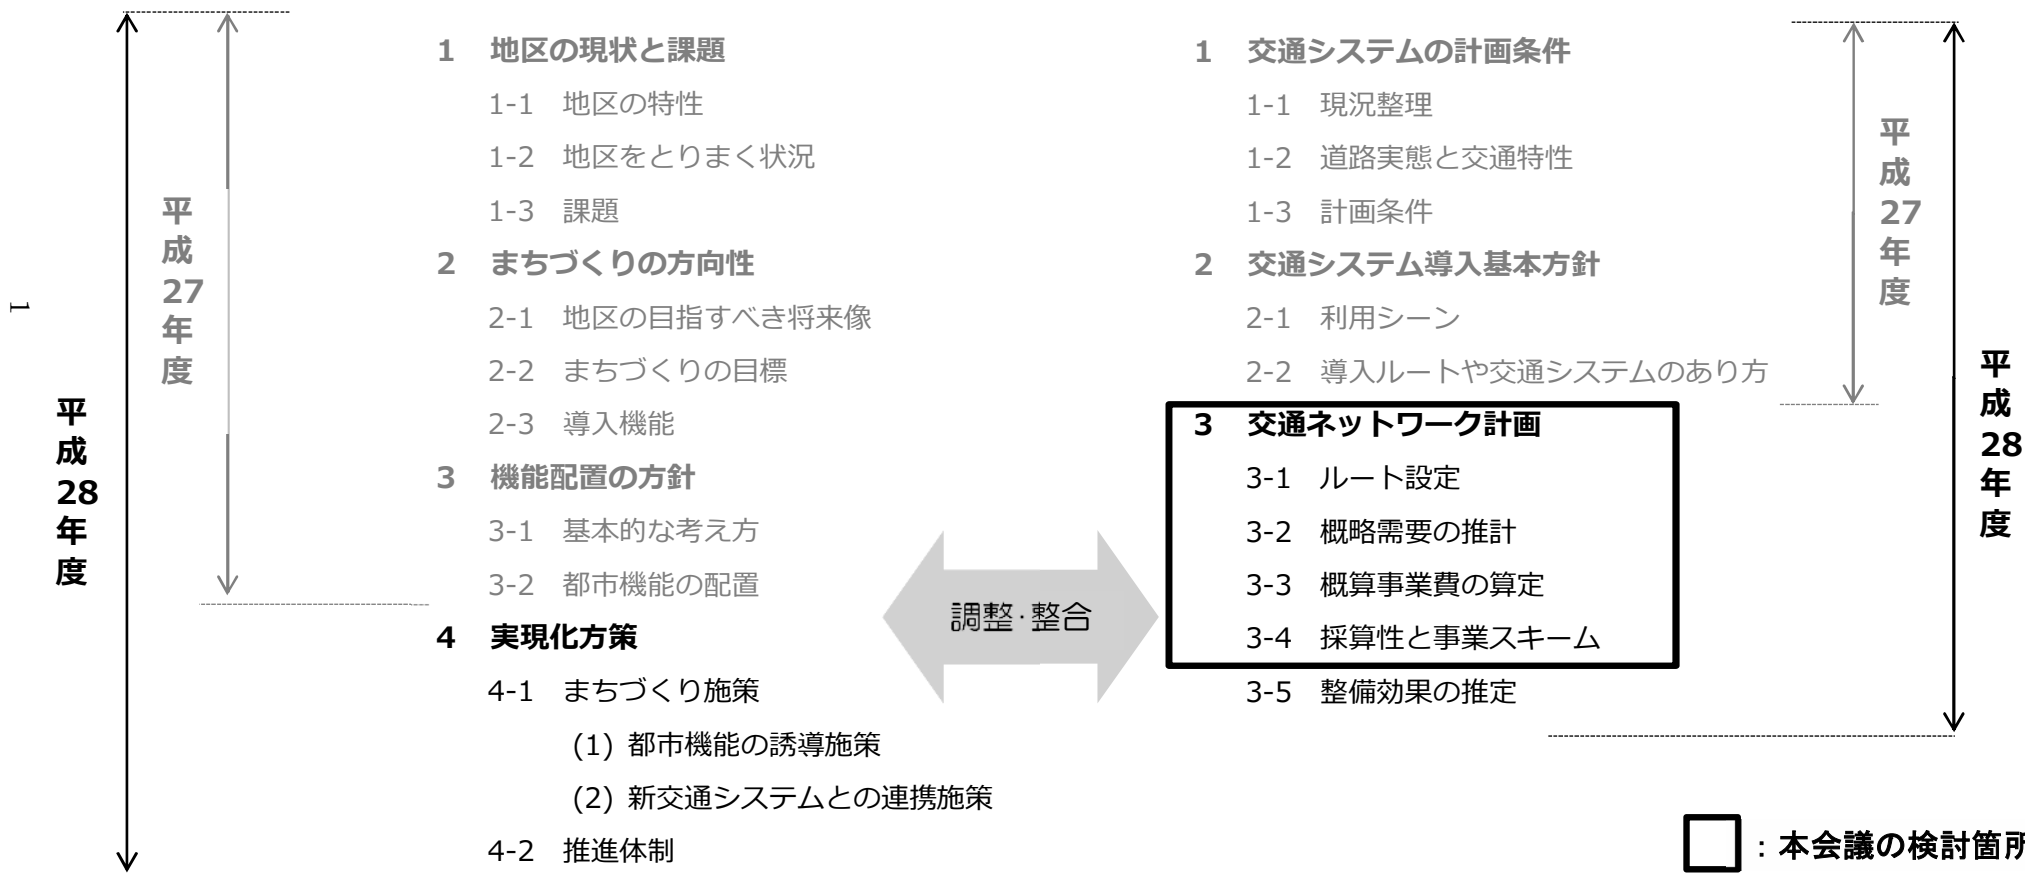 1 地区の現状と課題
1-1 地区の特性
1-2 地区をとりまく状況
1-3 課題
2 まちづくりの方向性
2-1 地区の目指すべき将来像
2-2 まちづくりの目標
2-3 導入機能
3 機能配置の方針
3-1 基本的な考え方
3-2 都市機能の配置
4 実現化方策
4-1 まちづくり施策
(1) 都市機能の誘導施策
(2) 新交通システムとの連携施策
4-2 推進体制
平成27年度
平成28年度
1
調整・整合
1 交通システムの計画条件
1-1 現況整理
1-2 道路実態と交通特性
1-3 計画条件
2 交通システム導入基本方針
2-1 利用シーン
2-2 導入ルートや交通システムのあり方
3 交通ネットワーク計画
3-1 ルート設定
3-2 概略需要の推計
3-3 概算事業費の算定
3-4 採算性と事業スキーム
3-5 整備効果の推定
平成27年度
平成28年度
：本会議の検討箇所